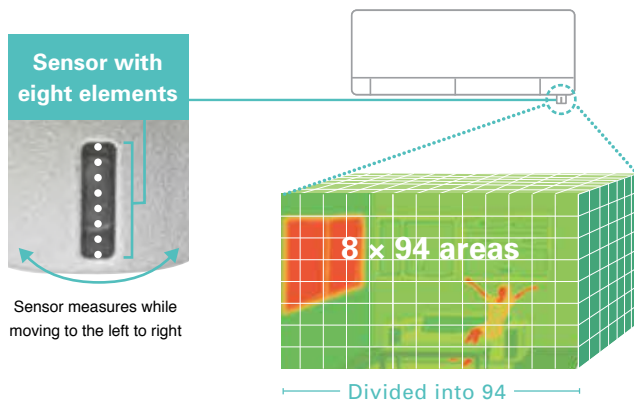 Sensor with
eight elements
8 × 94 areas
Sensor measures while
moving to the left to right
Divided into 94